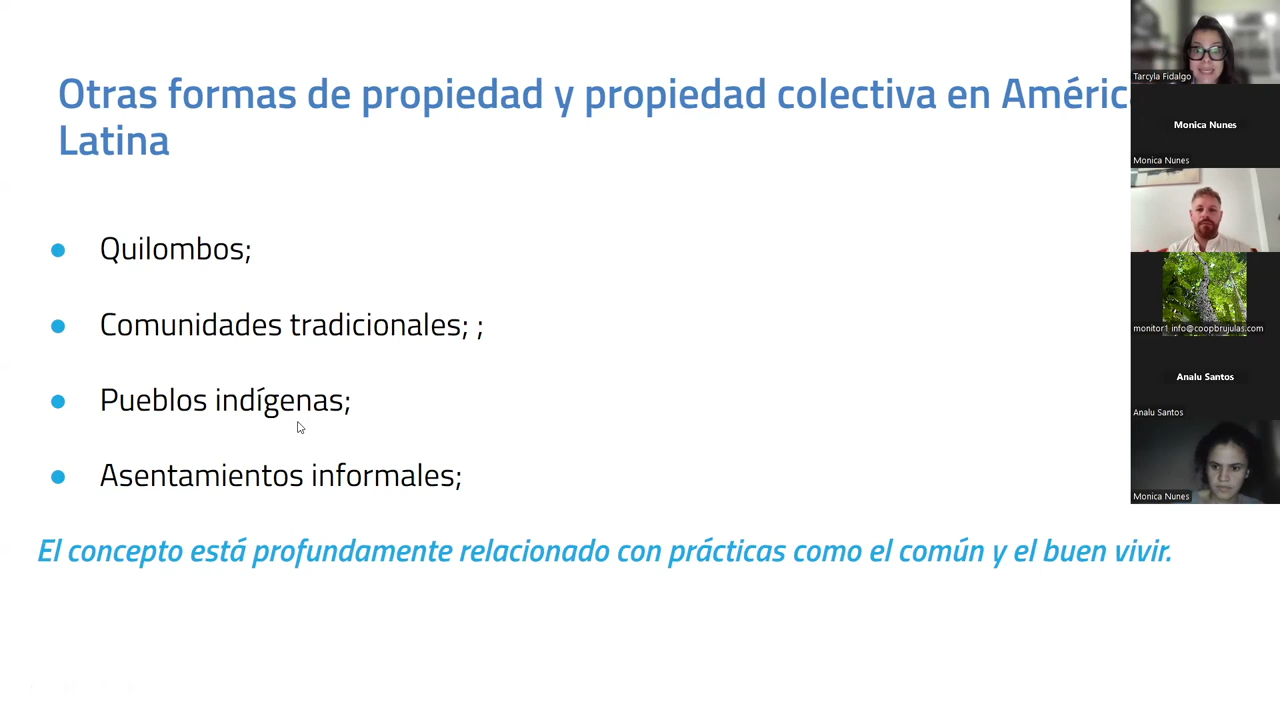 Otras formas de propiedad y propiedad colectiva en Améric
Latina
Quilombos;
Comunidades tradicionales; ;
Pueblos indígenas;
Asentamientos informales;
El concepto está profundamente relacionado con prácticas como el común y el buen vivir.
Tarcyla Fidalgo
Monica Nunes
Monica Nunes
monitor1 info@coopbrujulas.com
Analu Santos
Analu Santos
Monica Nunes